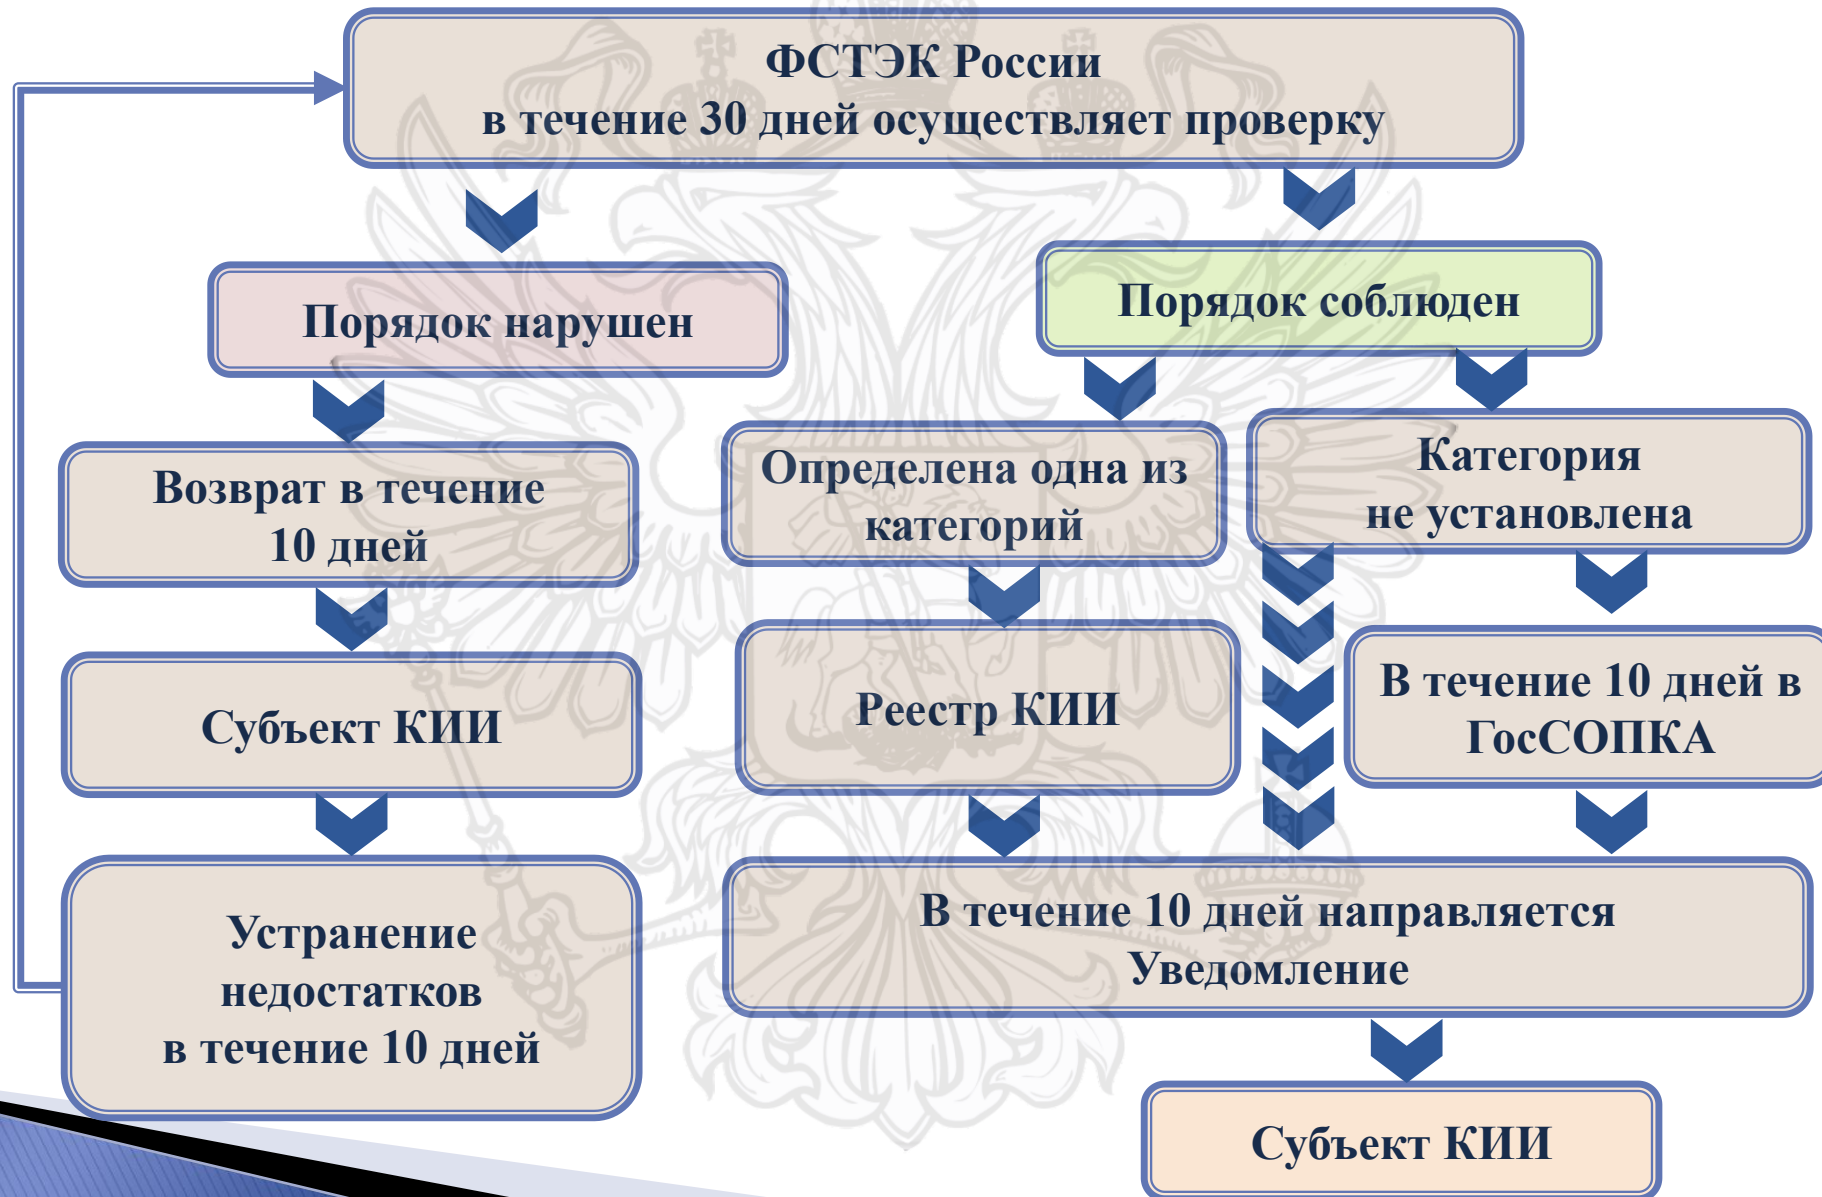 ФСТЭК России
в течение 30 дней осуществляет проверку
Порядок нарушен
Порядок соблюден
Возврат в течение
10 дней
Определена одна из
категорий
Категория
не установлена
Субъект КИИ
Реестр КИИ
В течение 10 дней в
ГосСОПКА
Устранение
недостатков
в течение 10 дней
В течение 10 дней направляется
Уведомление
Субъект КИИ